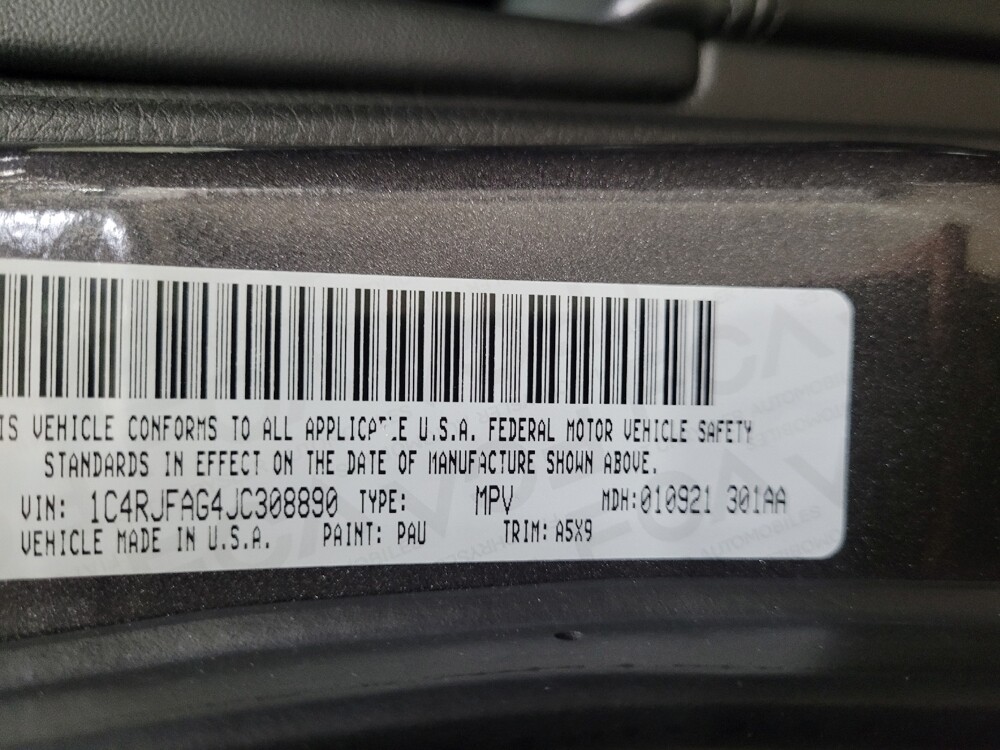 IS VEHICLE CONFORMS TO ALL APPLICALE U.S.A. FEDERAL MOTOR VEHICLE SAFETY
STANDARDS IN EFFECT ON THE DATE OF MANUFACTURE SHOWN ABOVE.
VIN: 1C4RJFAG4JC308890 TYPE: MPV MDH:010921 301AA
VEHICLE MADE IN U.S.A. PAINT: PAU TRIM: A5X9